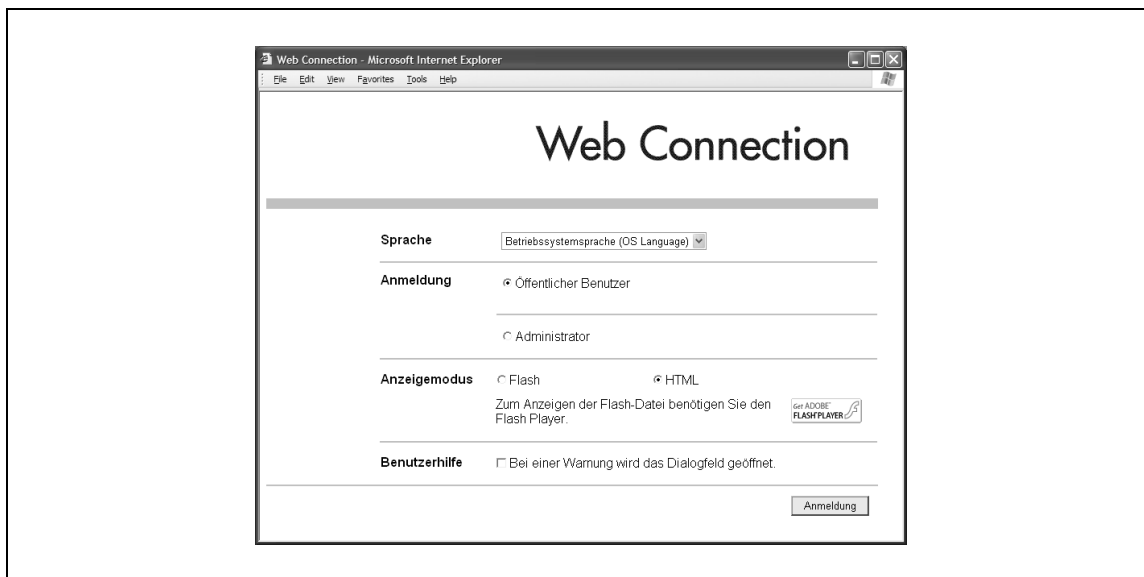 Web Connection - Microsoft Internet Explorer
File Edit View Favorites Tools Help
Web Connection
Sprache Betriebssystemsprache (OS Language)
Anmeldung Öffentlicher Benutzer
Administrator
Anzeigemodus Flash HTML
Zum Anzeigen der Flash-Datei benötigen Sie den
Flash Player.
Get ADOBE®
FLASH® PLAYER
Benutzerhilfe Bei einer Warnung wird das Dialogfeld geöffnet.
Anmeldung